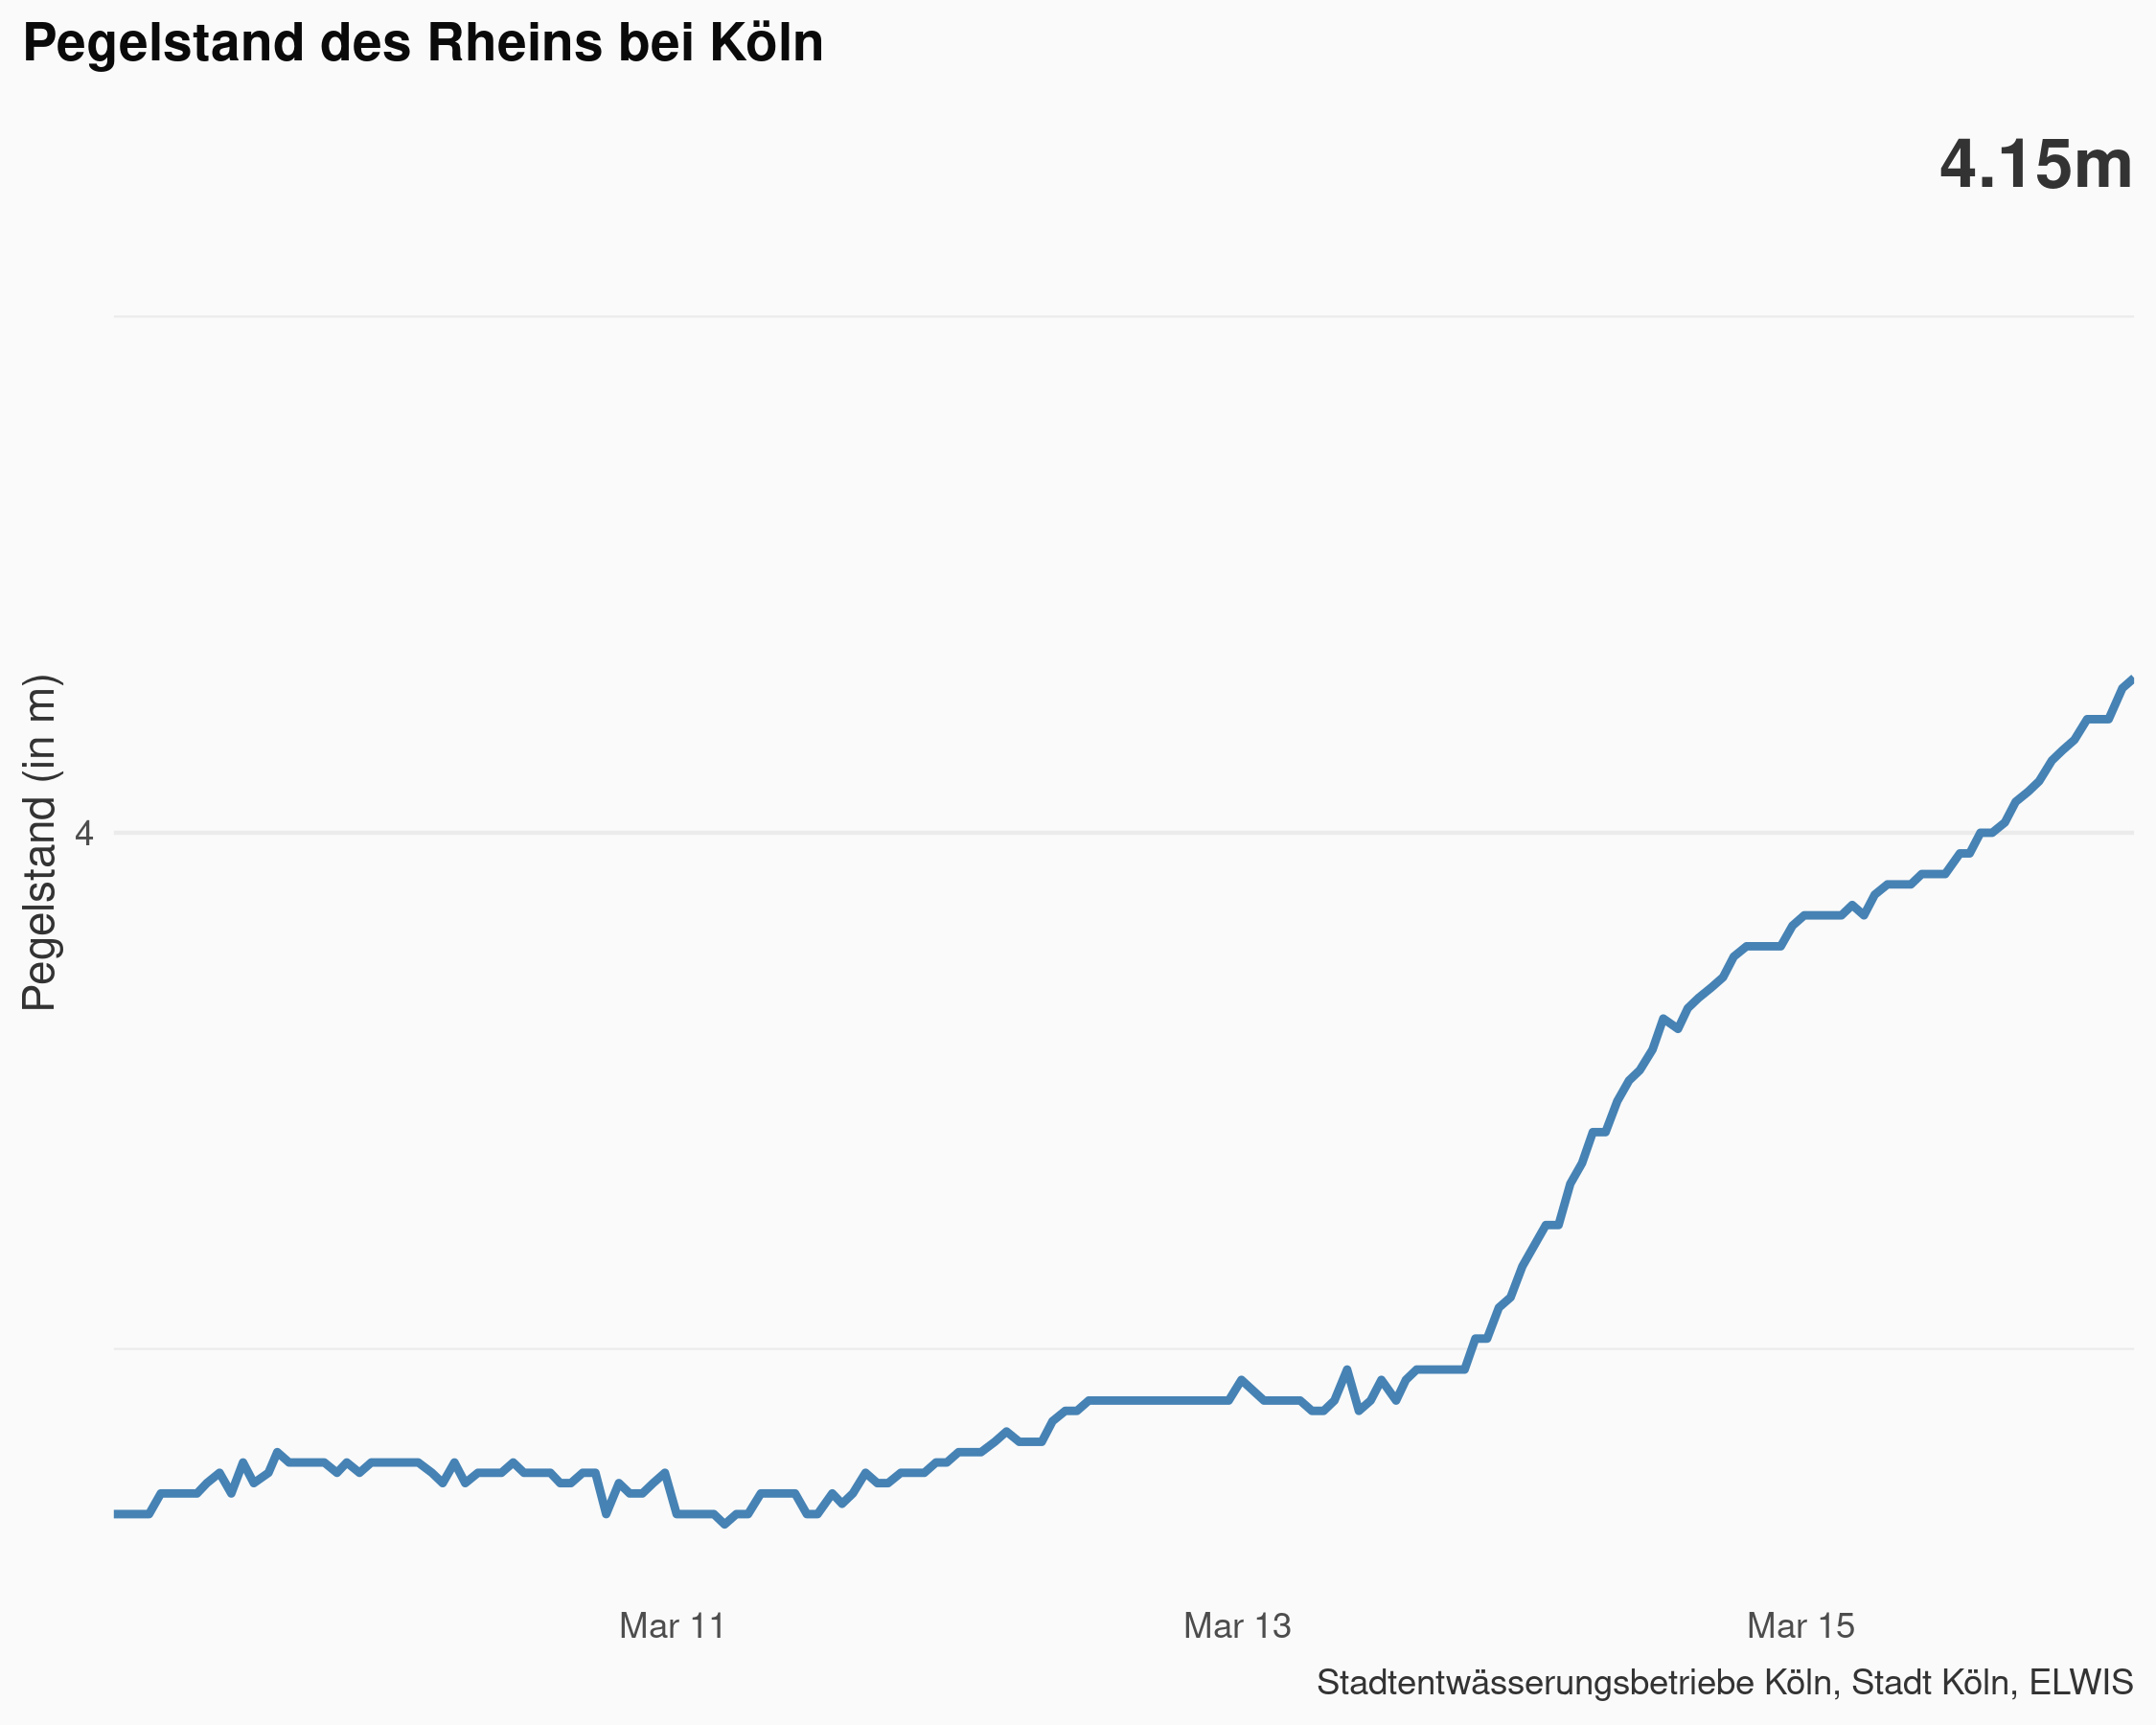 Pegelstand des Rheins bei Köln
4.15m
Pegelstand (in m)
4
Mar 11
Mar 13
Mar 15
Stadtentwässerungsbetriebe Köln, Stadt Köln, ELWIS